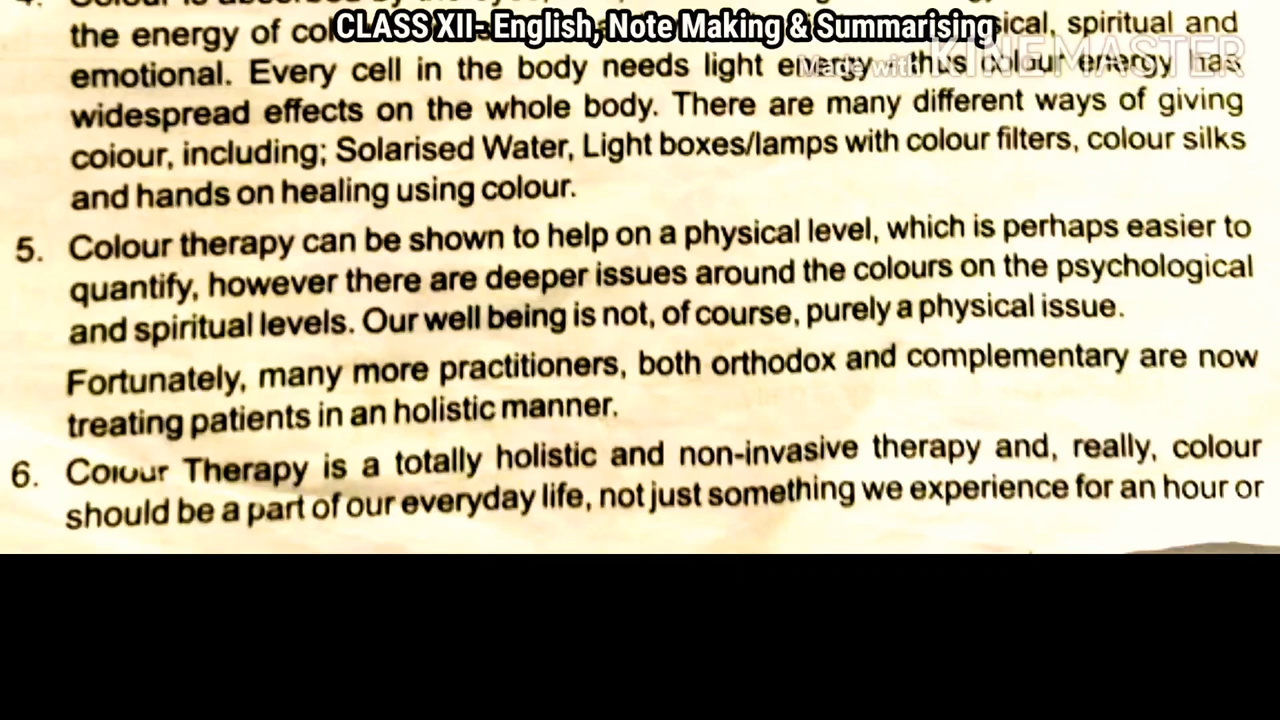 CLASS XII- English, Note Making & Summarising
the energy of sical, spiritual and
Made with KINEMASTER
emotional. Every cell in the body needs light energy thus colour energy has
widespread effects on the whole body. There are many different ways of giving
coiour, including; Solarised Water, Light boxes/lamps with colour filters, colour silks
and hands on healing using colour.
5. Colour therapy can be shown to help on a physical level, which is perhaps easier to
quantify, however there are deeper issues around the colours on the psychological
and spiritual levels. Our well being is not, of course, purely a physical issue.
Fortunately, many more practitioners, both orthodox and complementary are now
treating patients in an holistic manner.
6. Colour Therapy is a totally holistic and non-invasive therapy and, really, colour
should be a part of our everyday life, not just something we experience for an hour or